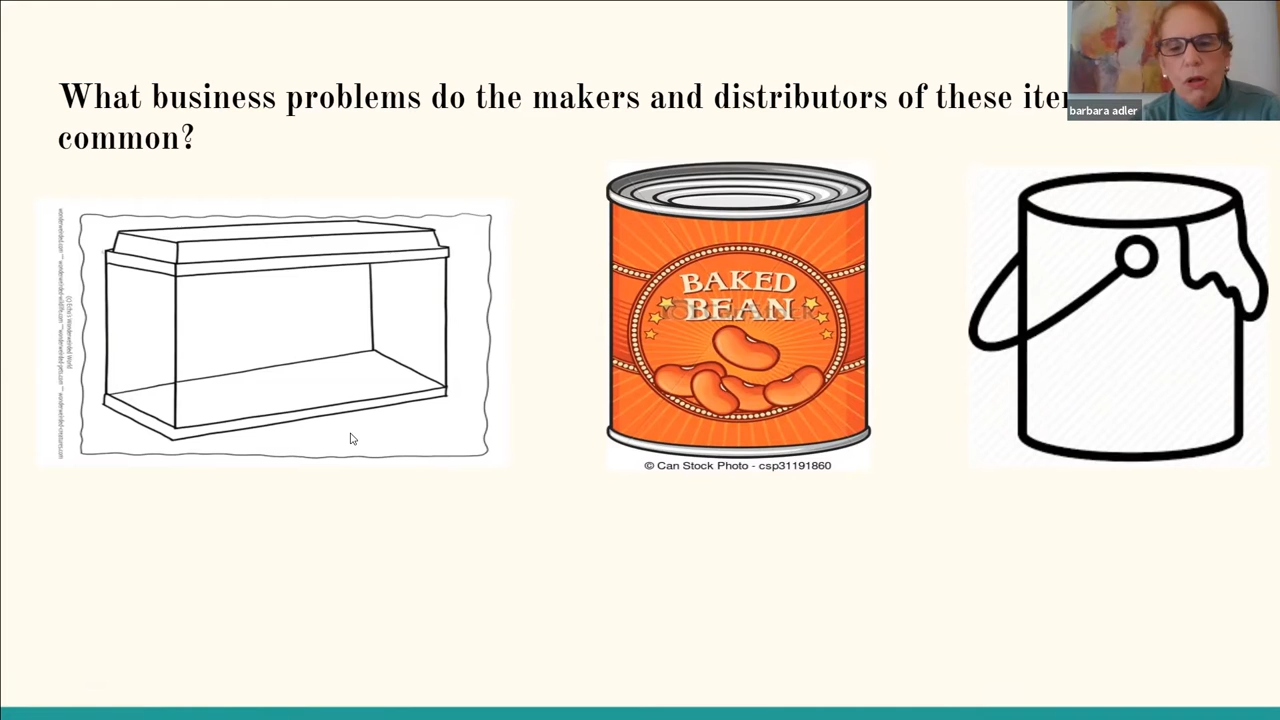 What business problems do the makers and distributors of these
common?
barbara adler
BAKED
BEAN
© Can Stock Photo - csp31191860